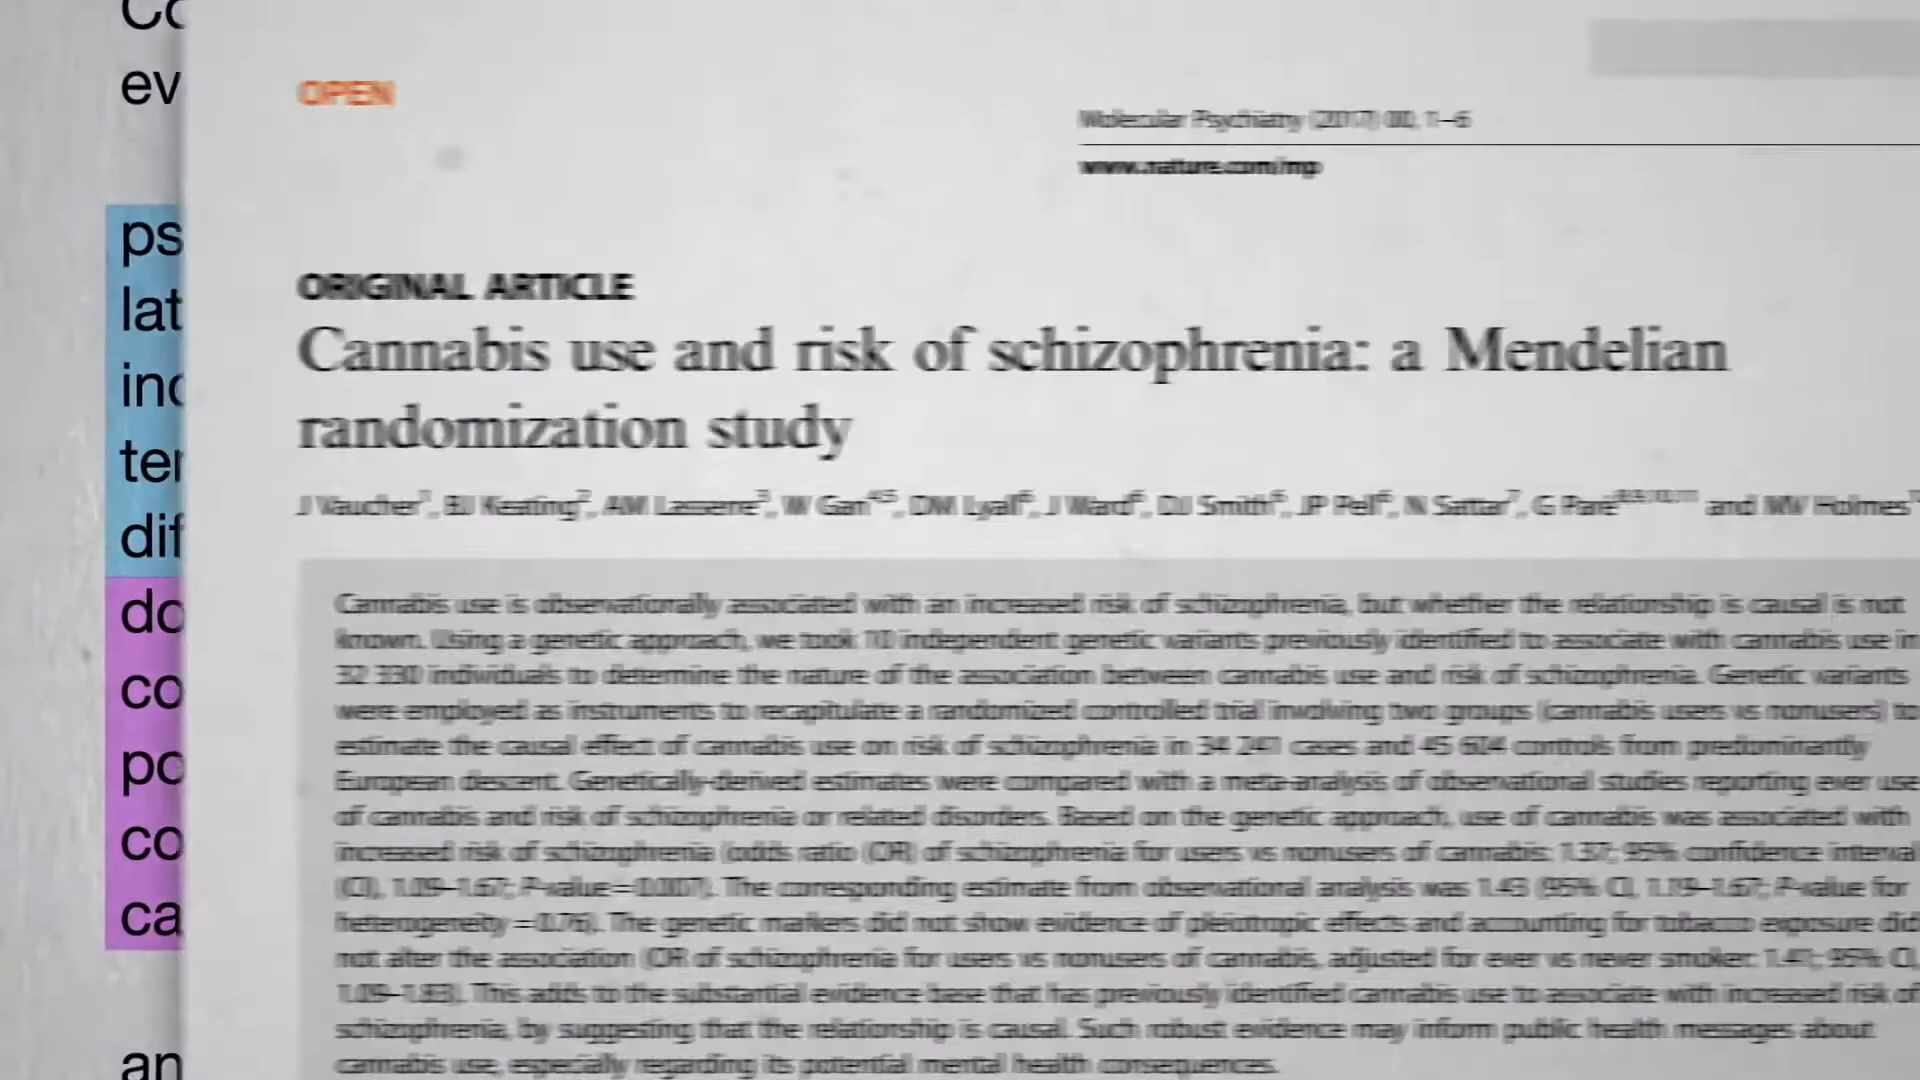 Co
ev
ps
lat
inc
ter
dif
do
co
po
co
ca
an
OPEN
Molecular Psychiatry (2017) 00, 1–6
www.nature.com/mp
ORIGINAL ARTICLE
Cannabis use and risk of schizophrenia: a Mendelian
randomization study
J Vaucher1, BJ Keating2, AM Lasserre3, W Gan4,5, DM Lyall6, J Ward6, DJ Smith6, JP Pell6, N Sattar7, G Paré8,9,10,11 and MV Holmes
Cannabis use is observationally associated with an increased risk of schizophrenia, but whether the relationship is causal is not
known. Using a genetic approach, we took 10 independent genetic variants previously identified to associate with cannabis use in
32 330 individuals to determine the nature of the association between cannabis use and risk of schizophrenia. Genetic variants
were employed as instruments to recapitulate a randomized controlled trial involving two groups (cannabis users vs nonusers) to
estimate the causal effect of cannabis use on risk of schizophrenia in 34 241 cases and 45 604 controls from predominantly
European descent. Genetically-derived estimates were compared with a meta-analysis of observational studies reporting ever use
of cannabis and risk of schizophrenia or related disorders. Based on the genetic approach, use of cannabis was associated with
increased risk of schizophrenia (odds ratio (OR) of schizophrenia for users vs nonusers of cannabis: 1.37; 95% confidence interval
(CI), 1.09–1.67; P-value=0.007). The corresponding estimate from observational analysis was 1.43 (95% CI, 1.19–1.67; P-value for
heterogeneity =0.76). The genetic markers did not show evidence of pleiotropic effects and accounting for tobacco exposure did
not alter the association (OR of schizophrenia for users vs nonusers of cannabis, adjusted for ever vs never smoker: 1.41; 95% CI,
1.09–1.83). This adds to the substantial evidence base that has previously identified cannabis use to associate with increased risk of
schizophrenia, by suggesting that the relationship is causal. Such robust evidence may inform public health messages about
cannabis use, especially regarding its potential mental health consequences.